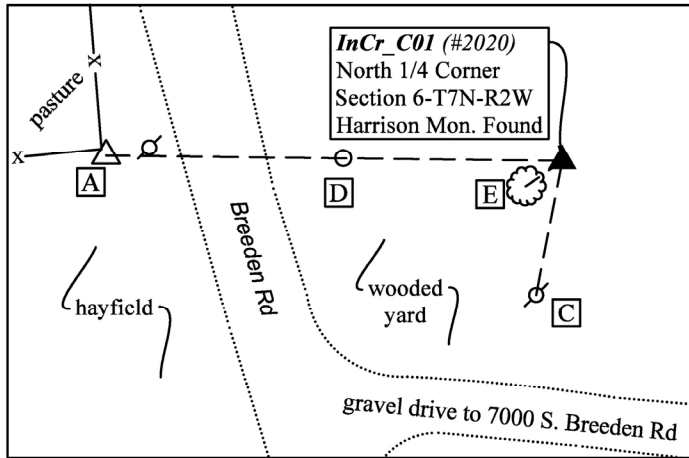 InCr_C01 (#2020)
North 1/4 Corner
Section 6-T7N-R2W
Harrison Mon. Found
x
pasture
x
A
D
E
Breeden Rd
C
hayfield
wooded
yard
gravel drive to 7000 S. Breeden Rd